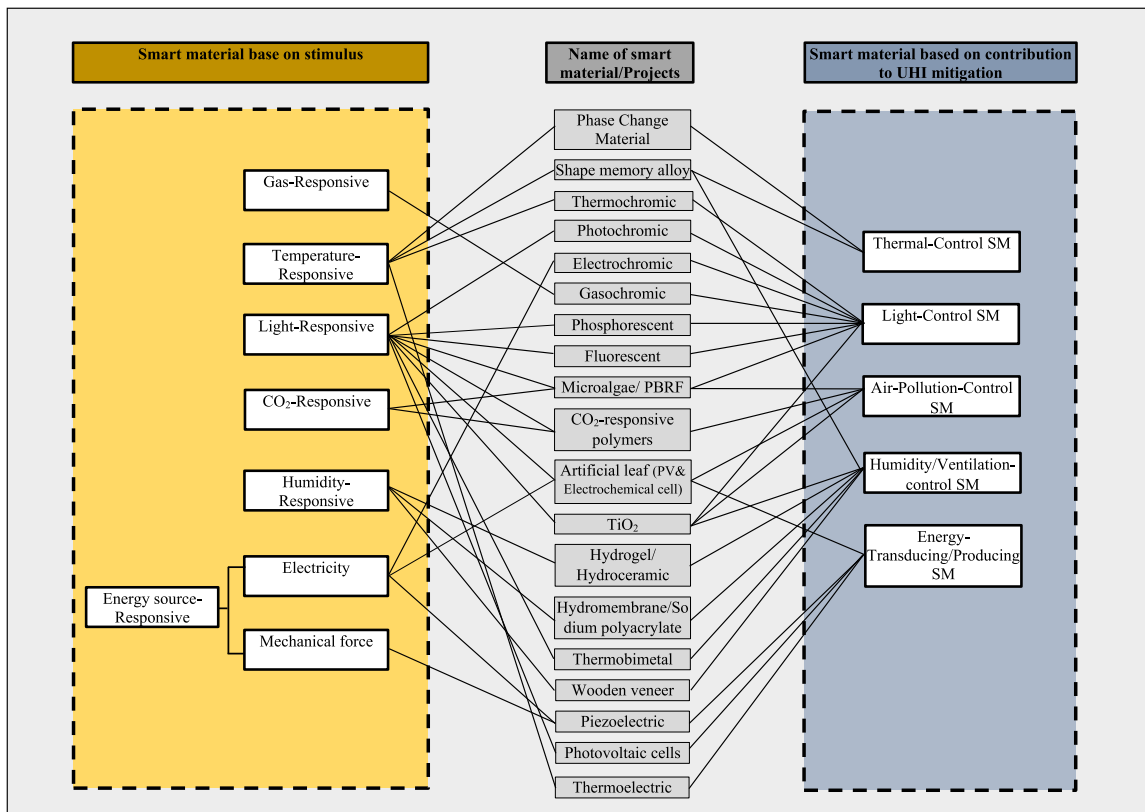 Smart material base on stimulus
Name of smart
material/Projects
Smart material based on contribution
to UHI mitigation
Gas-Responsive
Temperature-
Responsive
Light-Responsive
CO₂-Responsive
Humidity-
Responsive
Electricity
Energy source-
Responsive
Mechanical force
Phase Change
Material
Shape memory alloy
Thermochromic
Photochromic
Electrochromic
Gasochromic
Phosphorescent
Fluorescent
Microalgae/ PBRF
CO₂-responsive
polymers
Artificial leaf (PV&
Electrochemical cell)
TiO₂
Hydrogel/
Hydroceramic
Hydromembrane/So
dium polyacrylate
Thermobimetal
Wooden veneer
Piezoelectric
Photovoltaic cells
Thermoelectric
Thermal-Control SM
Light-Control SM
Air-Pollution-Control
SM
Humidity/Ventilation-
control SM
Energy-
Transducing/Producing
SM